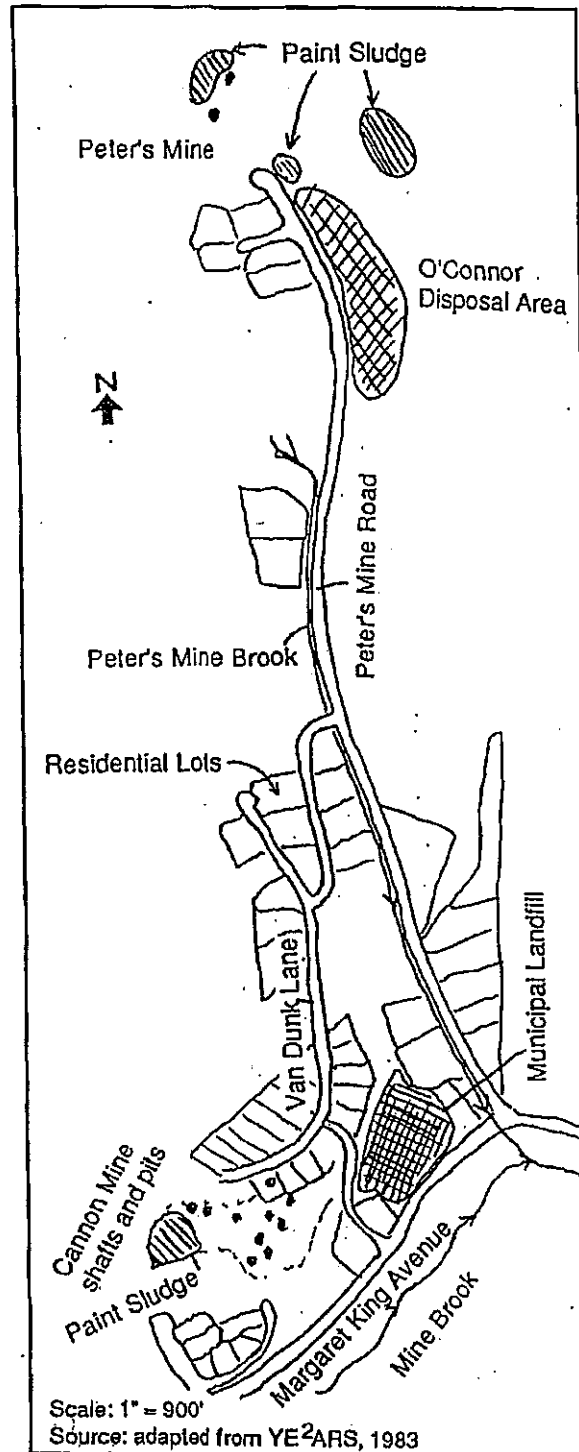 Paint Sludge
Peter's Mine
O'Connor
Disposal Area
N
Peter's Mine Road
Peter's Mine Brook
Residential Lots
Van Dunk Lane
Municipal Landfill
Cannon Mine
shafts and pits
Paint Sludge
Margaret King Avenue
Mine Brook
Scale: 1" = 900'
Source: adapted from YE²ARS, 1983